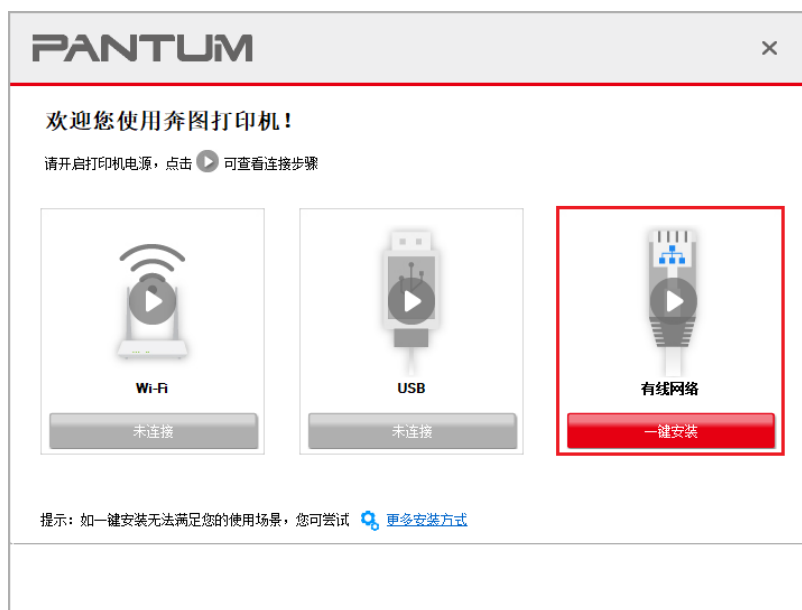 PANTUM
欢迎您使用奔图打印机！
请开启打印机电源，点击 可查看连接步骤
Wi-Fi
USB
有线网络
未连接
未连接
一键安装
提示：如一键安装无法满足您的使用场景，您可尝试 更多安装方式